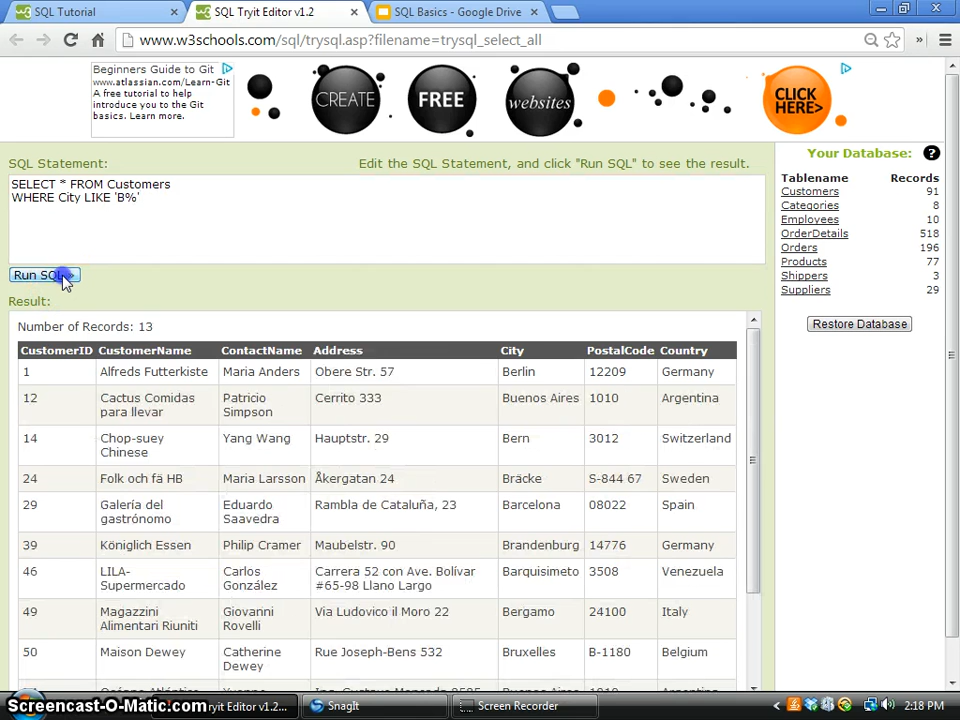 SQL Tutorial
SQL Tryit Editor v1.2
SQL Basics - Google Drive
www.w3schools.com/sql/trysql.asp?filename=trysql_select_all
Beginners Guide to Git
www.atlassian.com/Learn-Git
A free tutorial to help
introduce you to the Git
basics. Learn more.
CREATE
FREE
websites
CLICK
HERE>
SQL Statement:
Edit the SQL Statement, and click "Run SQL" to see the result.
SELECT * FROM Customers
WHERE City LIKE 'B%'
Run SQL »
Result:
Number of Records: 13
CustomerID CustomerName ContactName Address City PostalCode Country
1 Alfreds Futterkiste Maria Anders Obere Str. 57 Berlin 12209 Germany
12 Cactus Comidas para llevar Patricio Simpson Cerrito 333 Buenos Aires 1010 Argentina
14 Chop-suey Chinese Yang Wang Hauptstr. 29 Bern 3012 Switzerland
24 Folk och fä HB Maria Larsson Åkergatan 24 Bräcke S-844 67 Sweden
29 Galería del gastrónomo Eduardo Saavedra Rambla de Cataluña, 23 Barcelona 08022 Spain
39 Königlich Essen Philip Cramer Maubelstr. 90 Brandenburg 14776 Germany
46 LILA-Supermercado Carlos González Carrera 52 con Ave. Bolívar #65-98 Llano Largo Barquisimeto 3508 Venezuela
49 Magazzini Alimentari Riuniti Giovanni Rovelli Via Ludovico il Moro 22 Bergamo 24100 Italy
50 Maison Dewey Catherine Dewey Rue Joseph-Bens 532 Bruxelles B-1180 Belgium
Your Database: ?
Tablename Records
Customers 91
Categories 8
Employees 10
OrderDetails 518
Orders 196
Products 77
Shippers 3
Suppliers 29
Restore Database
Screencast-O-Matic.com
Tryit Editor v1.2...
SnagIt
Screen Recorder
2:18 PM